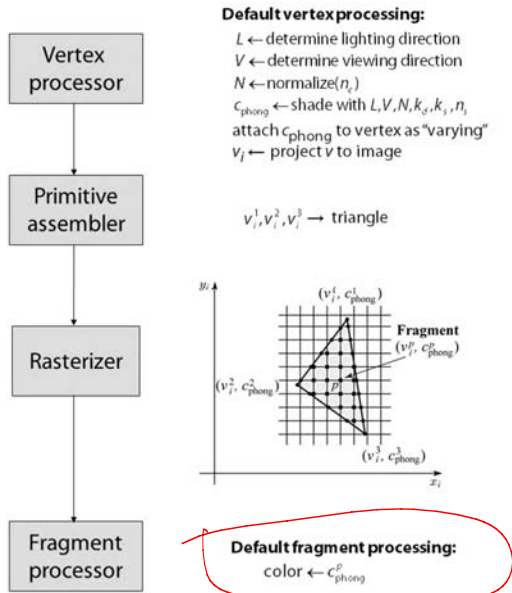 Vertex
processor
Default vertex processing:
L ← determine lighting direction
V ← determine viewing direction
N ← normalize(n_e)
c_phong ← shade with L,V,N,k_d,k_s,n_s
attach c_phong to vertex as "varying"
v_i ← project v to image
Primitive
assembler
v_i^1,v_i^2,v_i^3 → triangle
Rasterizer
y_i
(v_i^1, c_phong^1)
Fragment
(v_i^p, c_phong^p)
(v_i^2, c_phong^2)
p
(v_i^3, c_phong^3)
x_i
Fragment
processor
Default fragment processing:
color ← c_phong^p